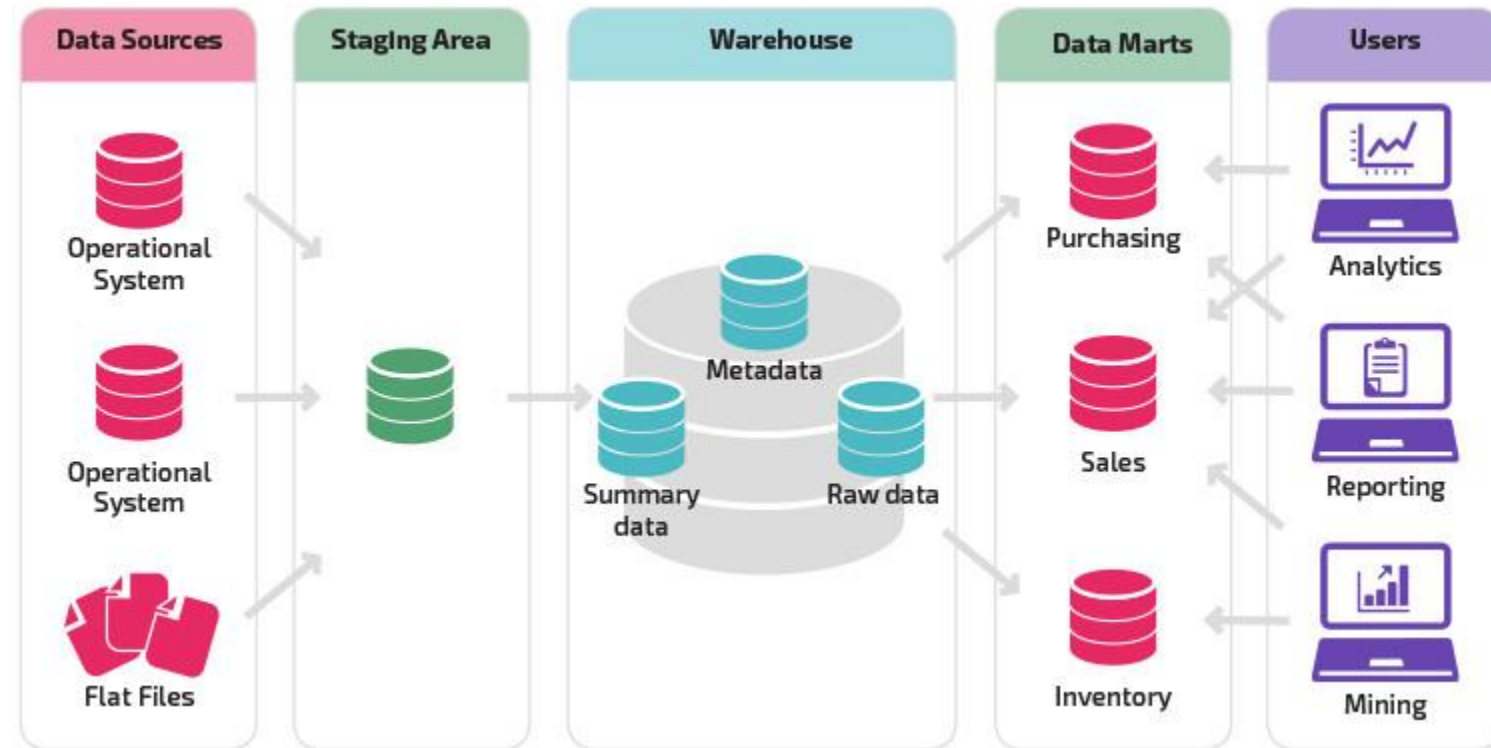 Data Sources
Staging Area
Warehouse
Data Marts
Users
Operational
System
Operational
System
Flat Files
Metadata
Summary
data
Raw data
Purchasing
Sales
Inventory
Analytics
Reporting
Mining